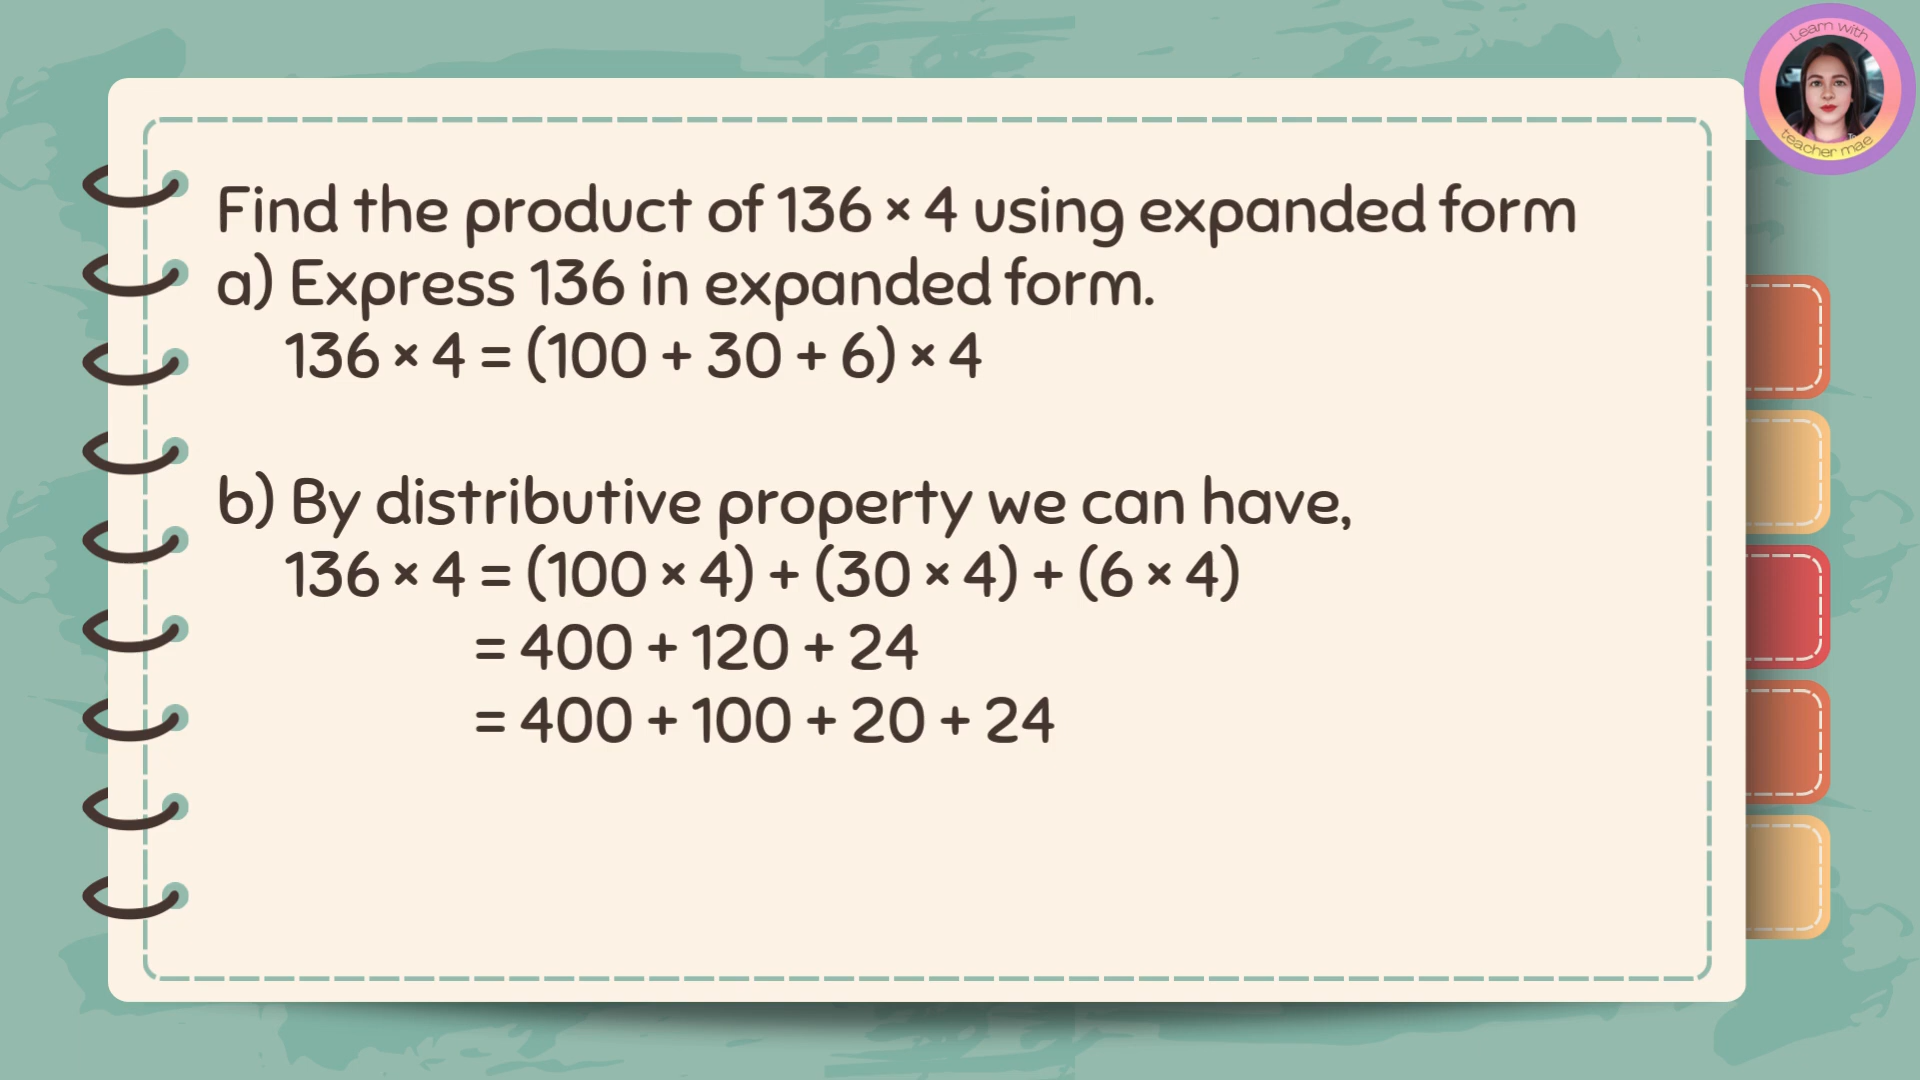 Learn with
teacher mae
Find the product of 136 × 4 using expanded form
a) Express 136 in expanded form.
136 × 4 = (100 + 30 + 6) × 4
b) By distributive property we can have,
136 × 4 = (100 × 4) + (30 × 4) + (6 × 4)
= 400 + 120 + 24
= 400 + 100 + 20 + 24